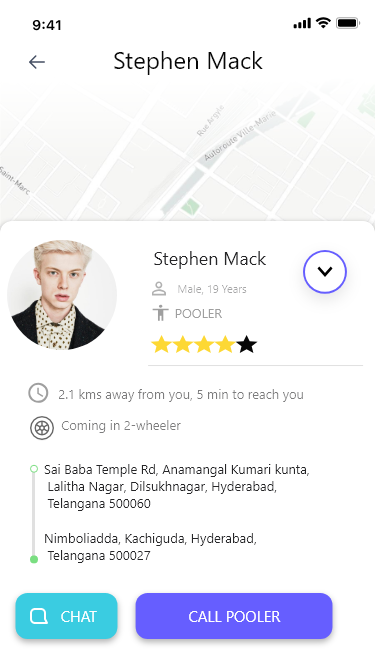 9:41
Stephen Mack
Rue Argyle
Autoroute Ville-Marie
Saint-Marc
Stephen Mack
Male, 19 Years
POOLER
2.1 kms away from you, 5 min to reach you
Coming in 2-wheeler
Sai Baba Temple Rd, Anamangal Kumari kunta,
Lalitha Nagar, Dilsukhnagar, Hyderabad,
Telangana 500060
Nimboliadda, Kachiguda, Hyderabad,
Telangana 500027
CHAT
CALL POOLER